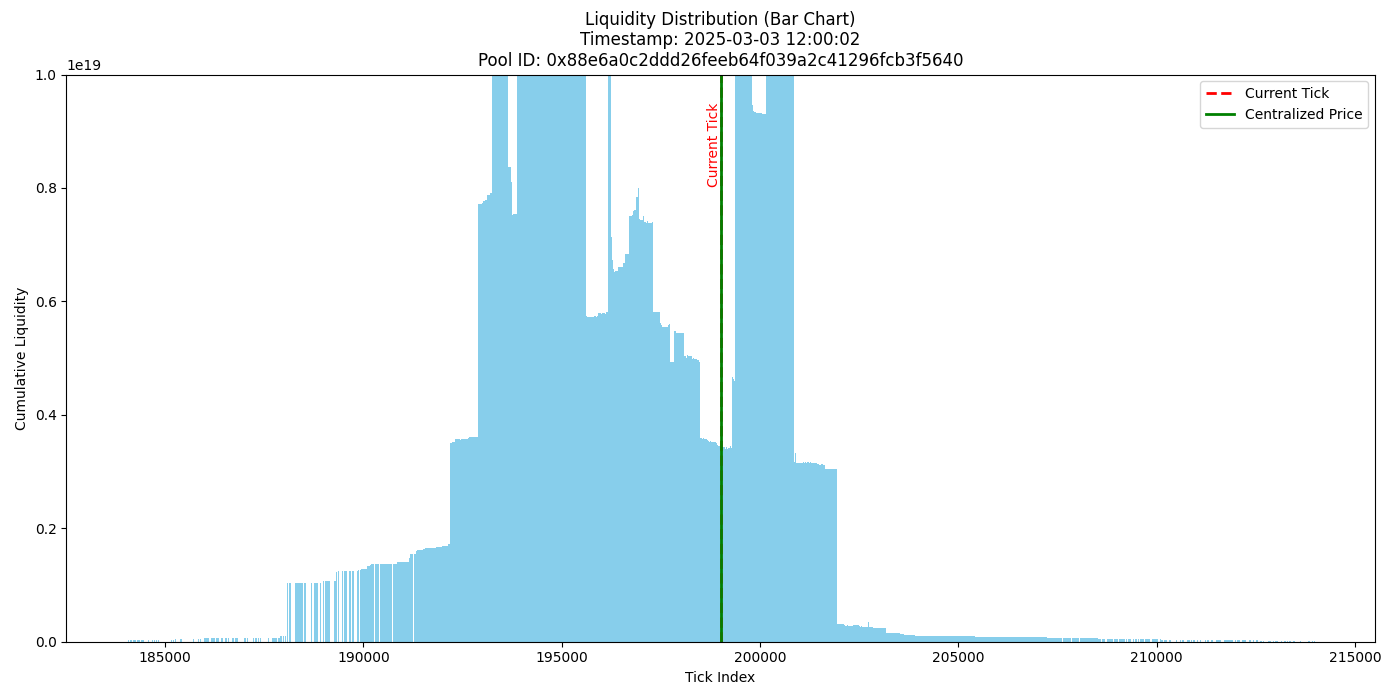 Liquidity Distribution (Bar Chart)
Timestamp: 2025-03-03 12:00:02
Pool ID: 0x88e6a0c2ddd26feeb64f039a2c41296fcb3f5640
1e19
1.0
0.8
0.6
0.4
0.2
0.0
Cumulative Liquidity
Current Tick
Current Tick
Centralized Price
185000
190000
195000
200000
205000
210000
215000
Tick Index